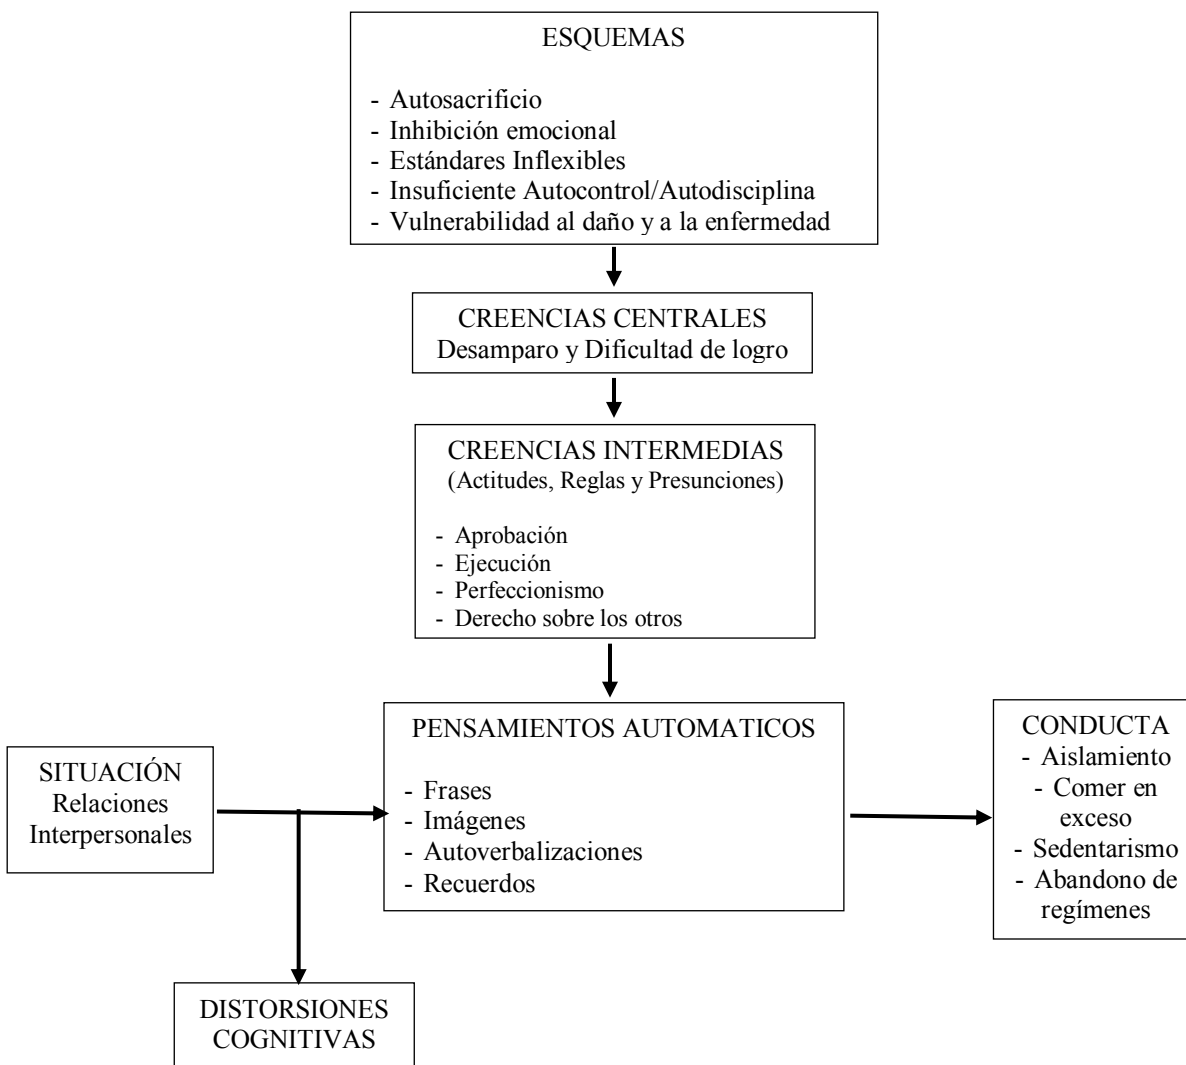 ESQUEMAS
- Autosacrificio
- Inhibición emocional
- Estándares Inflexibles
- Insuficiente Autocontrol/Autodisciplina
- Vulnerabilidad al daño y a la enfermedad
CREENCIAS CENTRALES
Desamparo y Dificultad de logro
CREENCIAS INTERMEDIAS
(Actitudes, Reglas y Presunciones)
- Aprobación
- Ejecución
- Perfeccionismo
- Derecho sobre los otros
SITUACIÓN
Relaciones
Interpersonales
PENSAMIENTOS AUTOMATICOS
- Frases
- Imágenes
- Autoverbalizaciones
- Recuerdos
CONDUCTA
- Aislamiento
- Comer en
exceso
- Sedentarismo
- Abandono de
regímenes
DISTORSIONES
COGNITIVAS